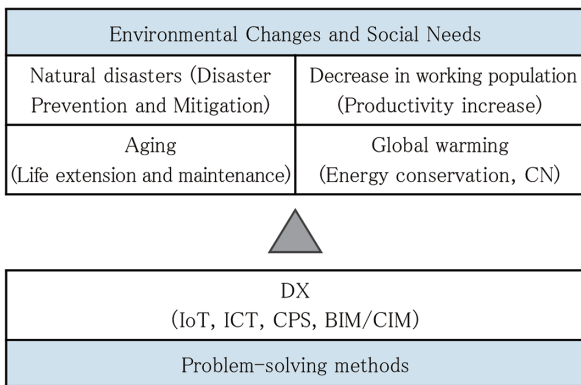 Environmental Changes and Social Needs
Natural disasters (Disaster
Prevention and Mitigation)
Decrease in working population
(Productivity increase)
Aging
(Life extension and maintenance)
Global warming
(Energy conservation, CN)
DX
(IoT, ICT, CPS, BIM/CIM)
Problem-solving methods